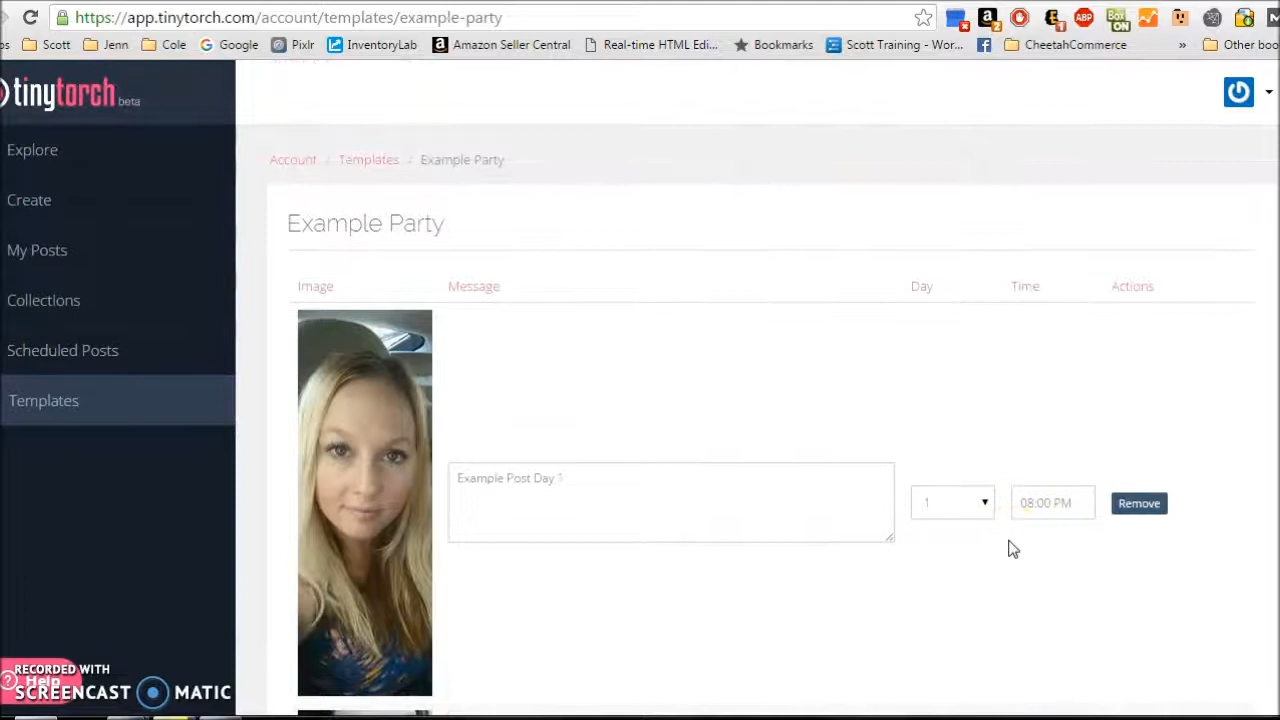 https://app.tinytorch.com/account/templates/example-party
Scott Jenn Cole Google Pixlr InventoryLab Amazon Seller Central Real-time HTML Edi... Bookmarks Scott Training - Wor... CheetahCommerce » Other boo
tinytorch beta
Explore
Create
My Posts
Collections
Scheduled Posts
Templates
Account / Templates / Example Party
Example Party
Image Message Day Time Actions
Example Post Day 1
1 08:00 PM Remove
Help
RECORDED WITH
SCREENCAST MATIC